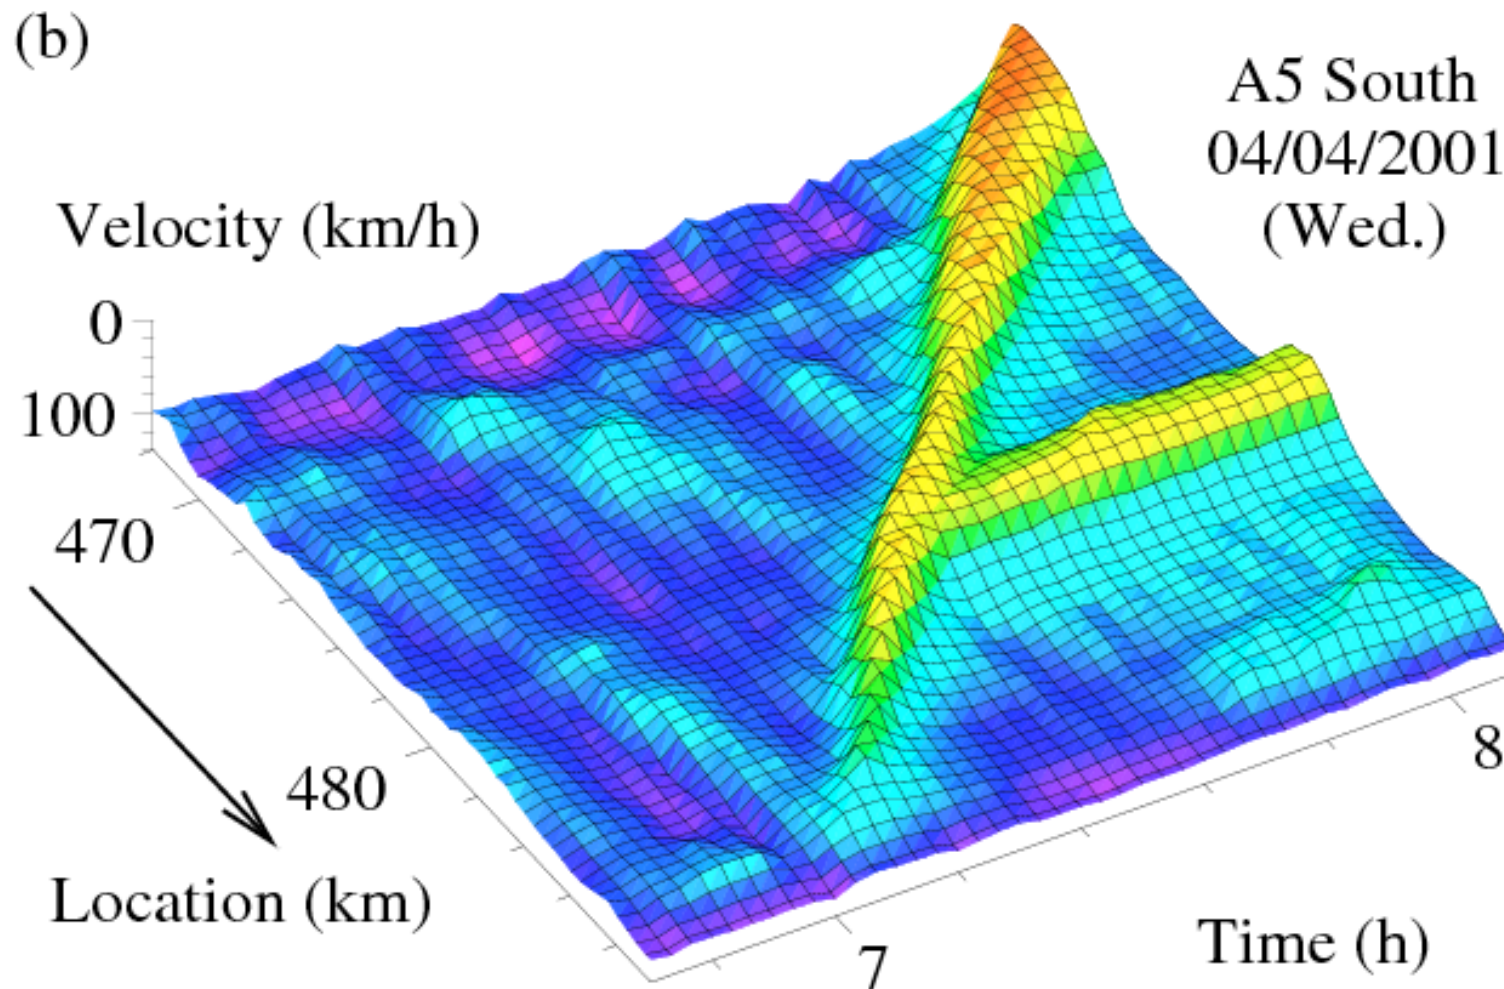 (b)
A5 South
04/04/2001
(Wed.)
Velocity (km/h)
0
100
470
480
Location (km)
7
8
Time (h)